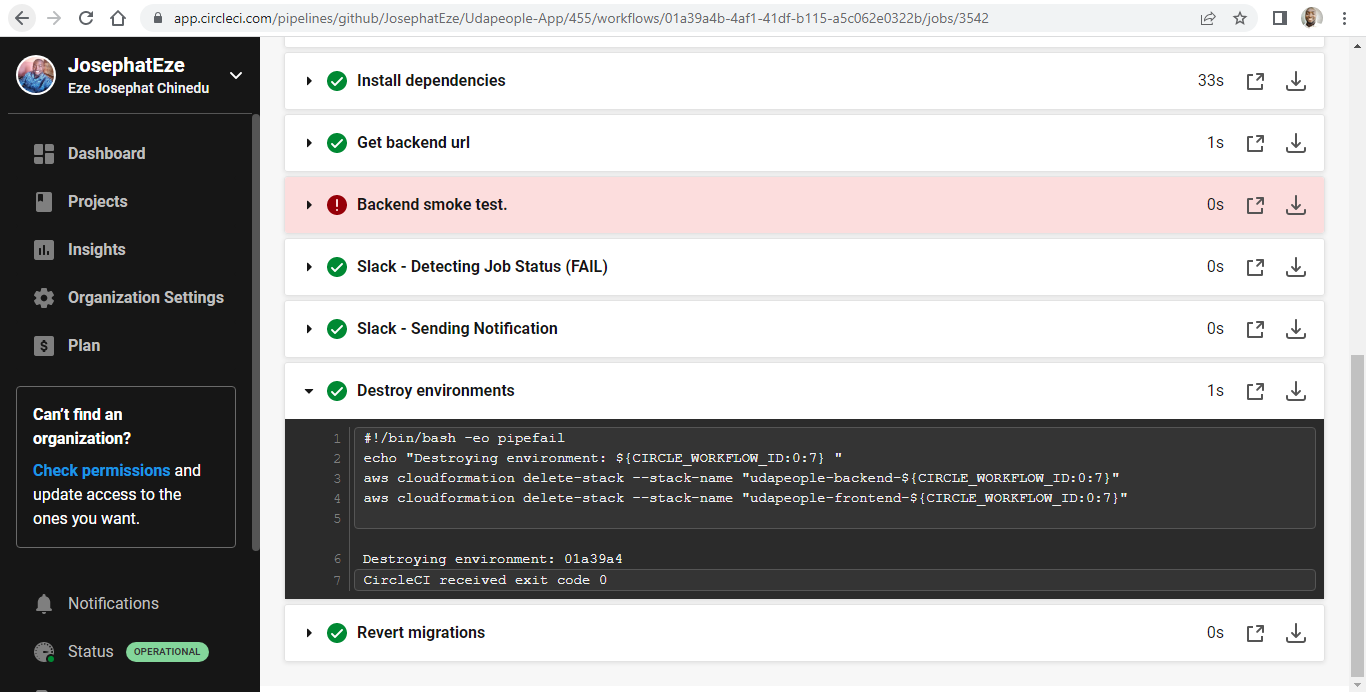 app.circleci.com/pipelines/github/JosephatEze/Udapeople-App/455/workflows/01a39a4b-4af1-41df-b115-a5c062e0322b/jobs/3542
JosephatEze
Eze Josephat Chinedu
Dashboard
Projects
Insights
Organization Settings
Plan
Can't find an
organization?
Check permissions and
update access to the
ones you want.
Notifications
Status OPERATIONAL
Install dependencies 33s
Get backend url 1s
Backend smoke test. 0s
Slack - Detecting Job Status (FAIL) 0s
Slack - Sending Notification 0s
Destroy environments 1s
1 #!/bin/bash -eo pipefail
2 echo "Destroying environment: ${CIRCLE_WORKFLOW_ID:0:7} "
3 aws cloudformation delete-stack --stack-name "udapeople-backend-${CIRCLE_WORKFLOW_ID:0:7}"
4 aws cloudformation delete-stack --stack-name "udapeople-frontend-${CIRCLE_WORKFLOW_ID:0:7}"
5
6 Destroying environment: 01a39a4
7 CircleCI received exit code 0
Revert migrations 0s